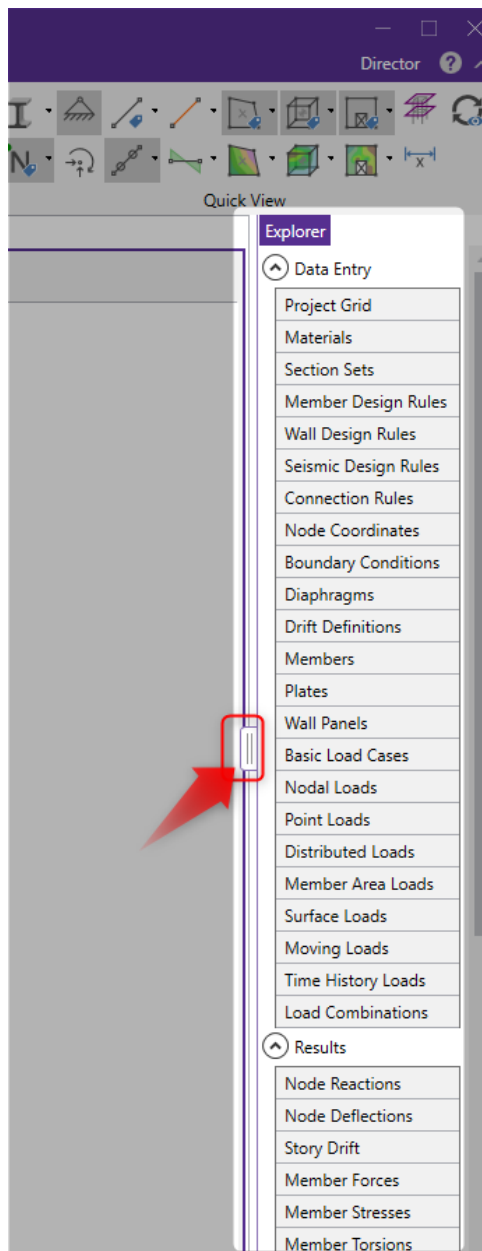 Director
Quick View
Explorer
Data Entry
Project Grid
Materials
Section Sets
Member Design Rules
Wall Design Rules
Seismic Design Rules
Connection Rules
Node Coordinates
Boundary Conditions
Diaphragms
Drift Definitions
Members
Plates
Wall Panels
Basic Load Cases
Nodal Loads
Point Loads
Distributed Loads
Member Area Loads
Surface Loads
Moving Loads
Time History Loads
Load Combinations
Results
Node Reactions
Node Deflections
Story Drift
Member Forces
Member Stresses
Member Torsions